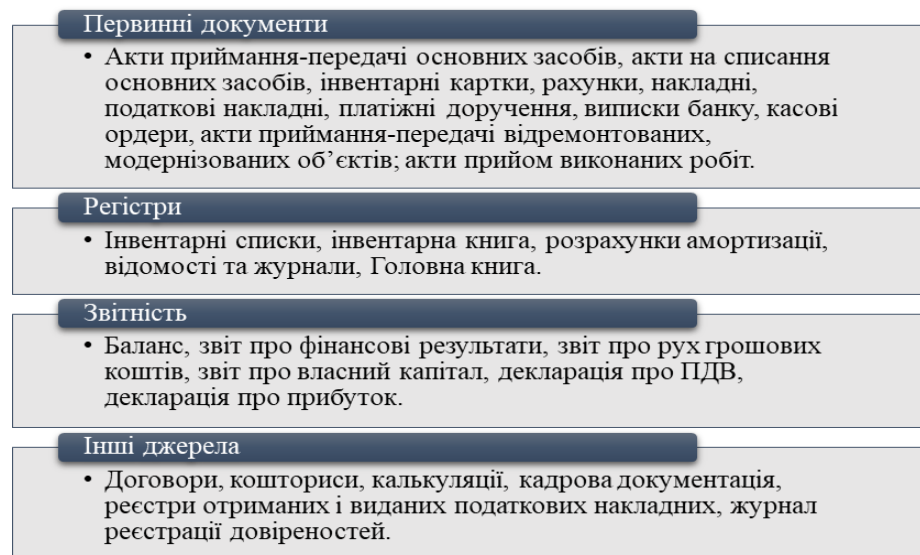 Первинні документи
• Акти приймання-передачі основних засобів, акти на списання
основних засобів, інвентарні картки, рахунки, накладні,
податкові накладні, платіжні доручення, виписки банку, касові
ордери, акти приймання-передачі відремонтованих,
модернізованих об’єктів; акти прийом виконаних робіт.
Регістри
• Інвентарні списки, інвентарна книга, розрахунки амортизації,
відомості та журнали, Головна книга.
Звітність
• Баланс, звіт про фінансові результати, звіт про рух грошових
коштів, звіт про власний капітал, декларація про ПДВ,
декларація про прибуток.
Інші джерела
• Договори, кошториси, калькуляції, кадрова документація,
реєстри отриманих і виданих податкових накладних, журнал
реєстрації довіреностей.